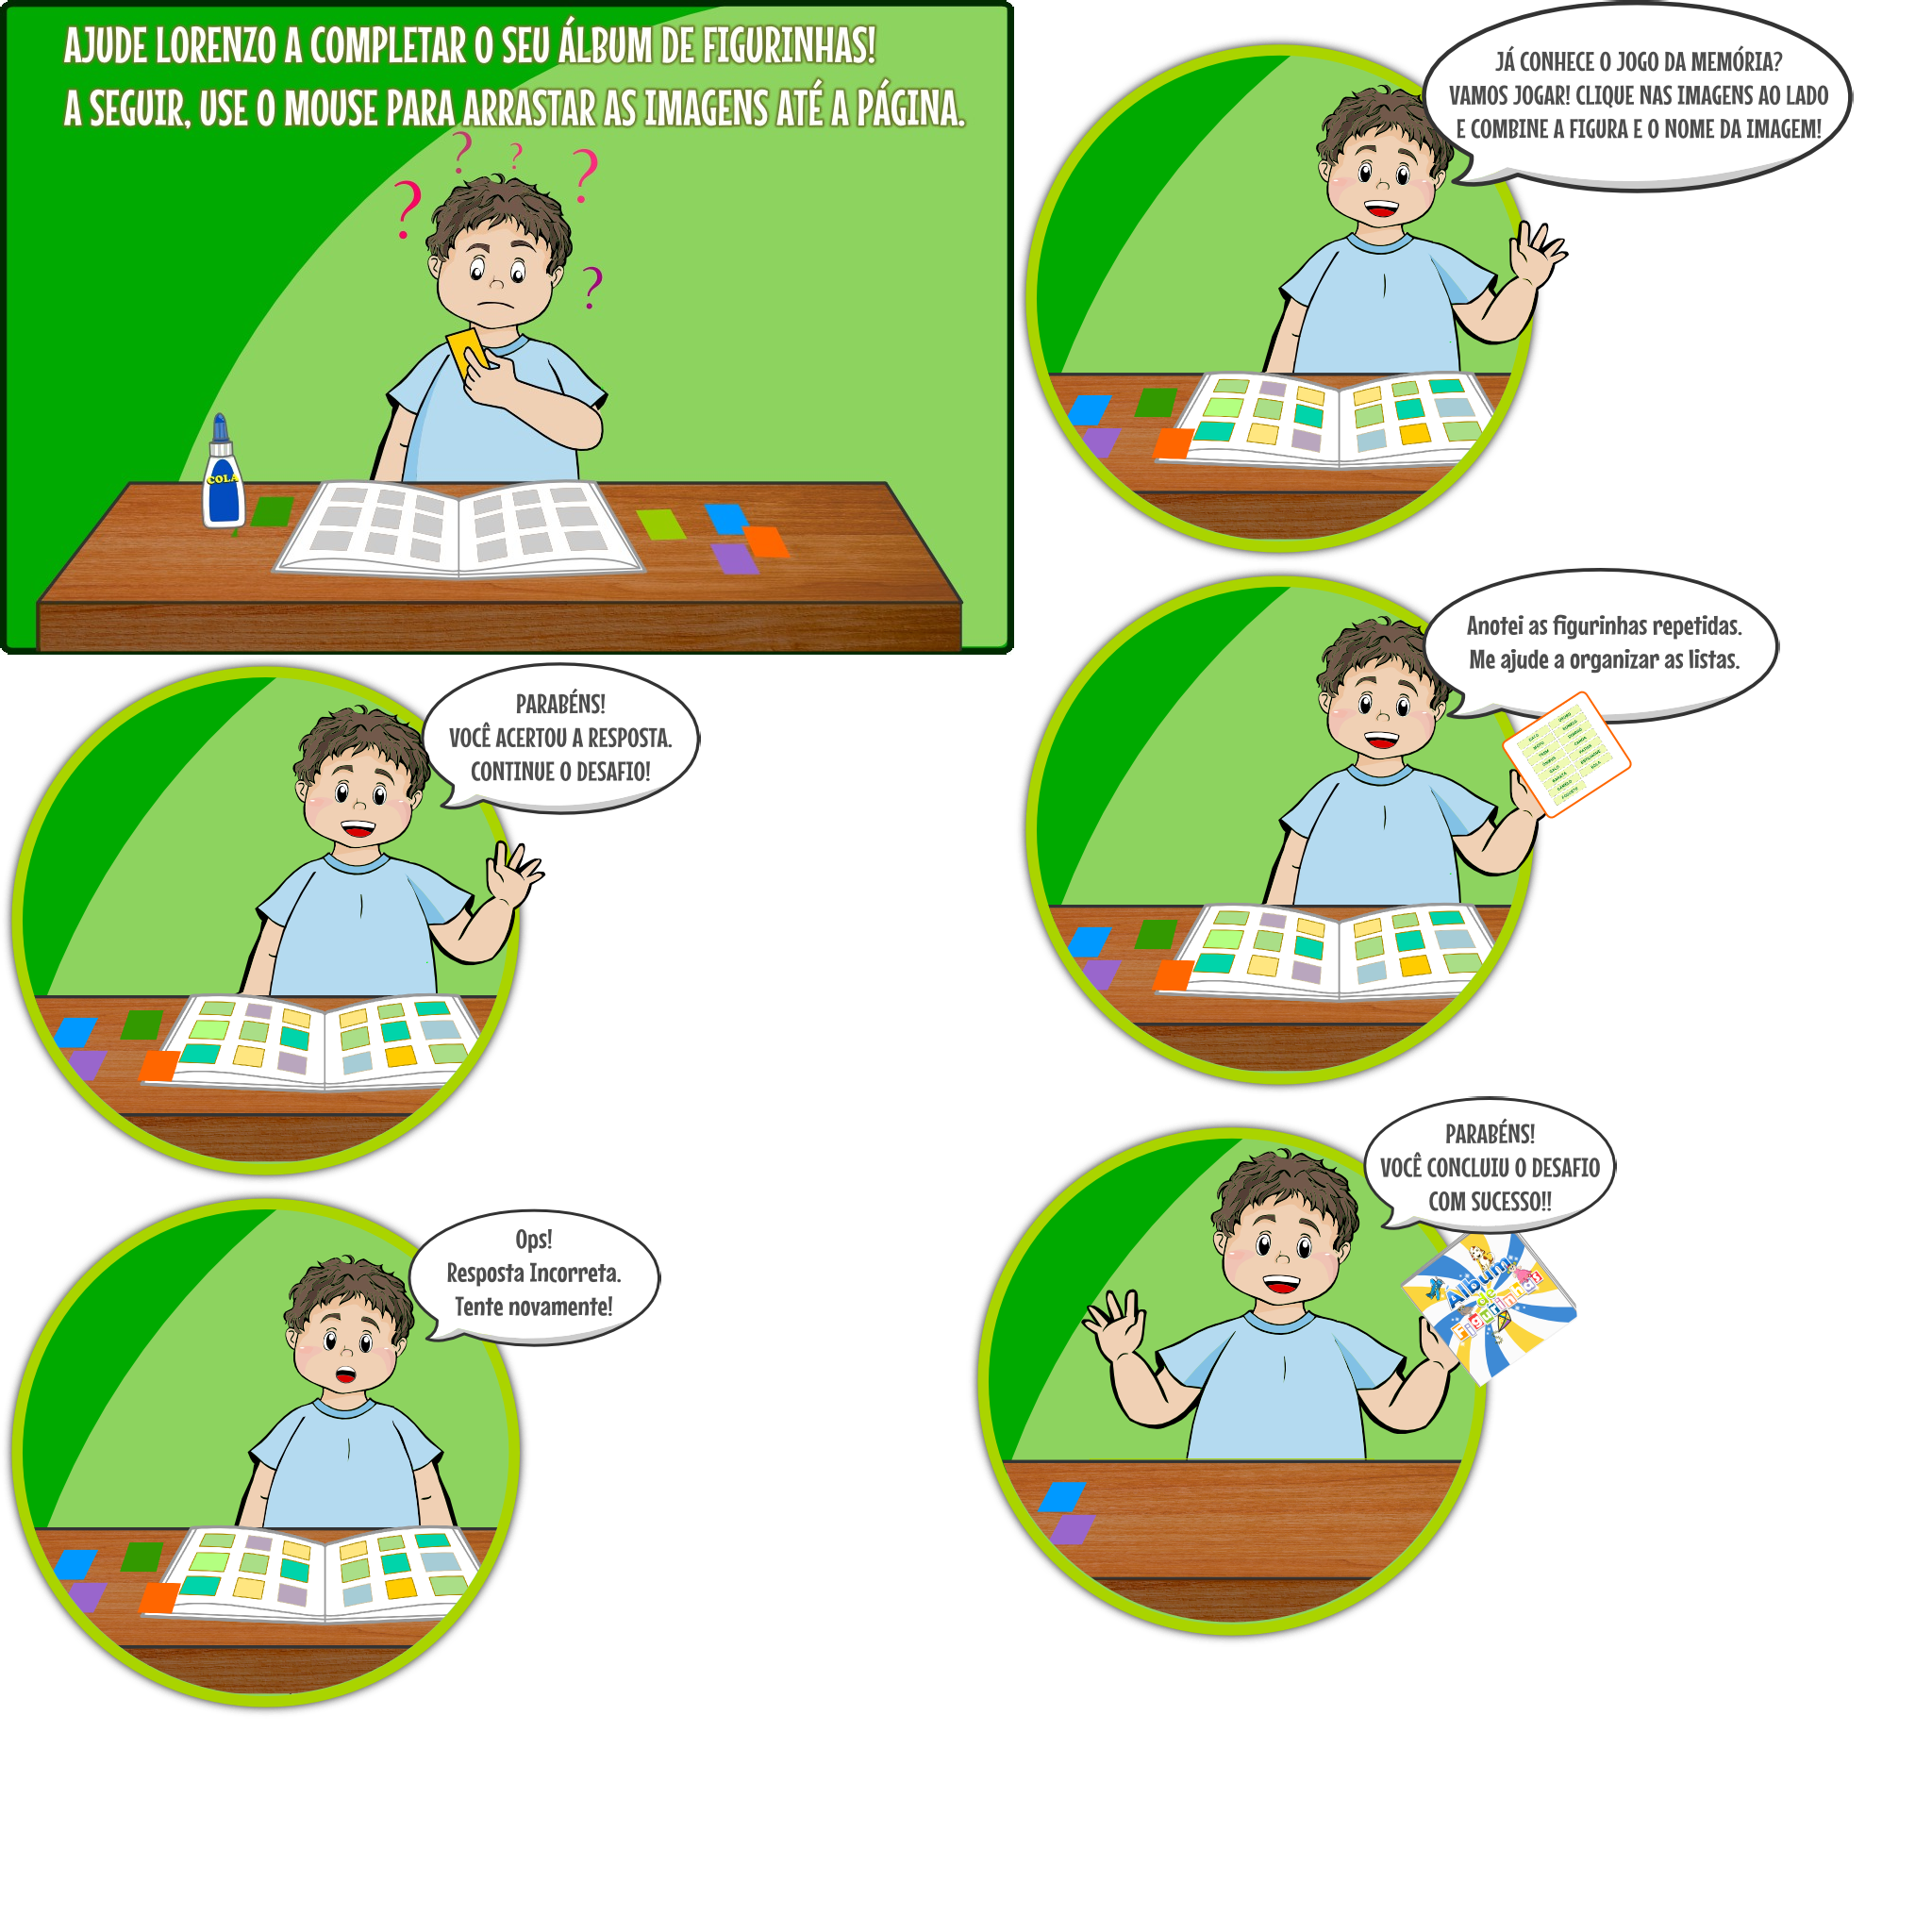 AJUDE LORENZO A COMPLETAR O SEU ÁLBUM DE FIGURINHAS!
A SEGUIR, USE O MOUSE PARA ARRASTAR AS IMAGENS ATÉ A PÁGINA.
COLA
JÁ CONHECE O JOGO DA MEMÓRIA?
VAMOS JOGAR! CLIQUE NAS IMAGENS AO LADO
E COMBINE A FIGURA E O NOME DA IMAGEM!
Anotei as figurinhas repetidas.
Me ajude a organizar as listas.
PARABÉNS!
VOCÊ ACERTOU A RESPOSTA.
CONTINUE O DESAFIO!
PARABÉNS!
VOCÊ CONCLUIU O DESAFIO
COM SUCESSO!!
Álbum
de
Figurinhas
Ops!
Resposta Incorreta.
Tente novamente!